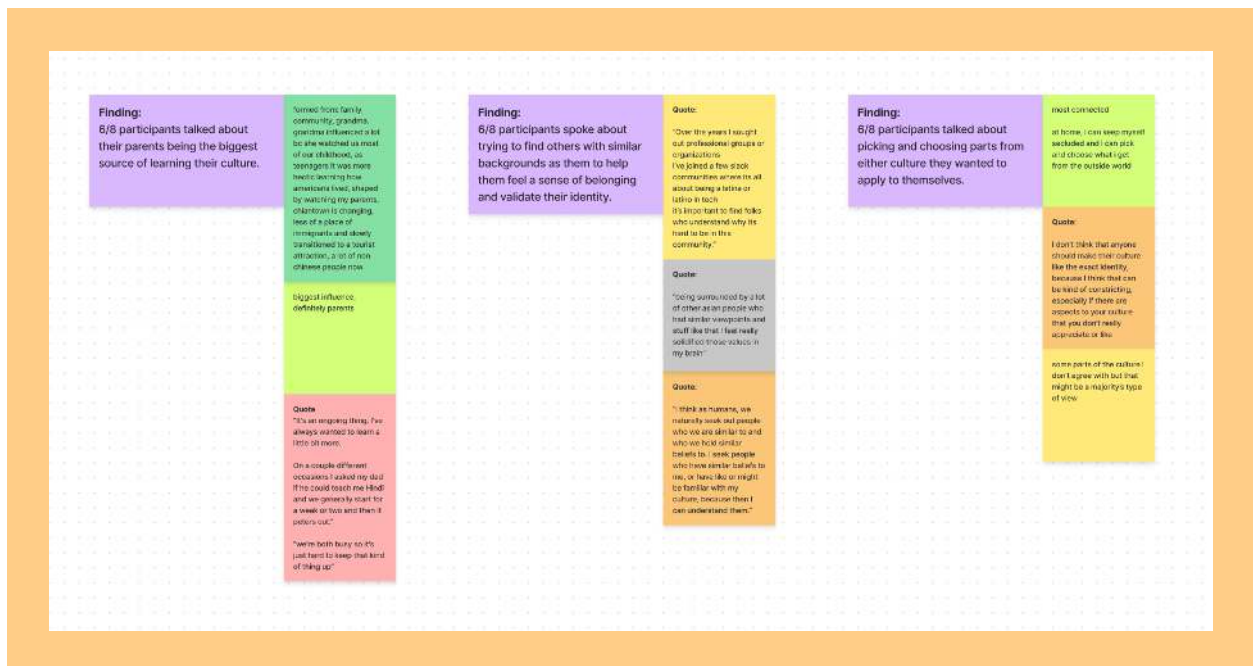 Finding:
6/8 participants talked about
their parents being the biggest
source of learning their culture.
formed from: family
community, grandma,
grandma influenced a lot
bc she watched us most
of our childhood, as
teenagers it was more
hectic learning how
americans lived, shaped
by watching my parents,
chiantown is changing,
less of a place of
immigrants and slowly
transitioned to a tourist
attraction, a lot of non
chinese people now
biggest influence,
definitely parents
Quote
"it's an ongoing thing, I've
always wanted to learn a
little bit more.
On a couple different
occasions I asked my dad
if he could teach me Hindi
and we generally start for
a week or two and then it
peters out."
"we're both busy so it's
just hard to keep that kind
of thing up"
Finding:
6/8 participants spoke about
trying to find others with similar
backgrounds as them to help
them feel a sense of belonging
and validate their identity.
Quote:
"Over the years I sought
out professional groups or
organizations
I've joined a few slack
communities where its all
about being a latina or
latino in tech
it's important to find folks
who understand why its
hard to be in this
community."
Quote:
"being surrounded by a lot
of other asian people who
had similar viewpoints and
stuff like that I feel really
solidified those values in
my brain"
Quote:
"I think as humans, we
naturally seek out people
who we are similar to and
who we hold similar
beliefs to. I seek people
who have similar beliefs to
me, or have like or might
be familiar with my
culture, because then I
can understand them."
Finding:
6/8 participants talked about
picking and choosing parts from
either culture they wanted to
apply to themselves.
most connected
at home, i can keep myself
secluded and i can pick
and choose what i get
from the outside world
Quote:
I don't think that anyone
should make their culture
like the exact identity,
because I think that can
be kind of constricting,
especially if there are
aspects to your culture
that you don't really
appreciate or like
some parts of the culture i
don't agree with but that
might be a majority's type
of view